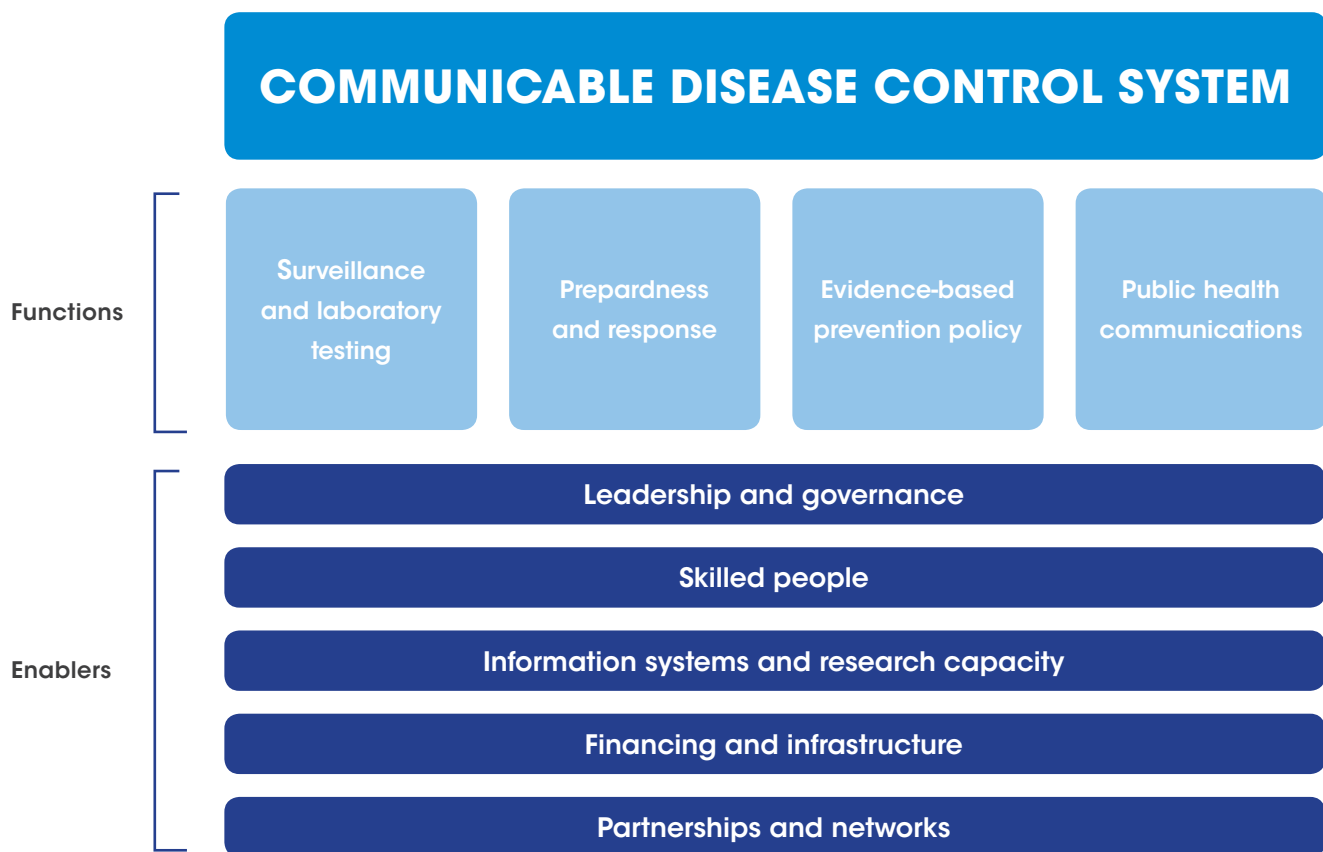 COMMUNICABLE DISEASE CONTROL SYSTEM
Functions
Surveillance
and laboratory
testing
Prepardness
and response
Evidence-based
prevention policy
Public health
communications
Enablers
Leadership and governance
Skilled people
Information systems and research capacity
Financing and infrastructure
Partnerships and networks